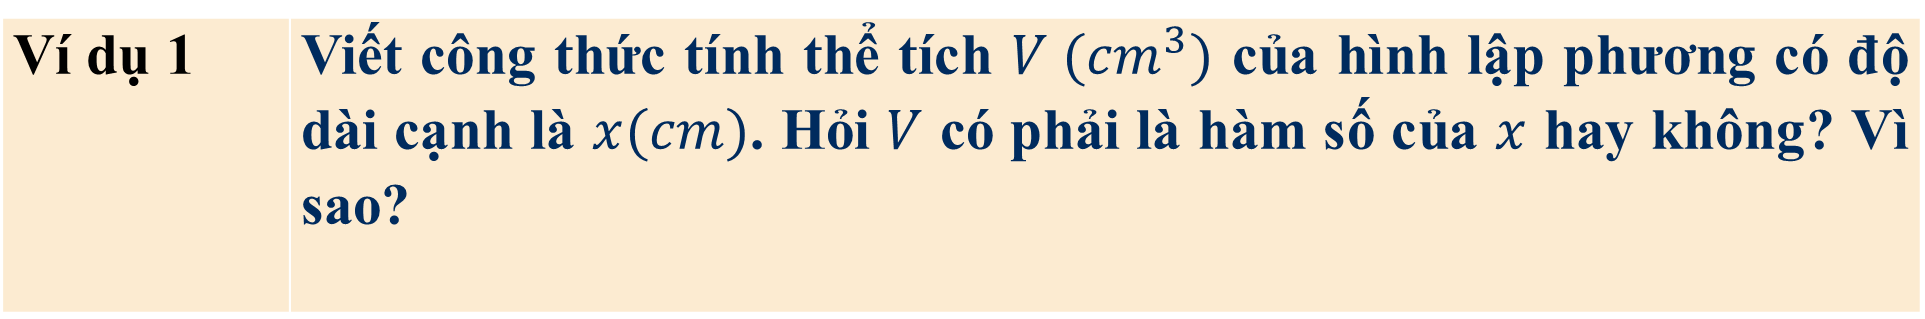 Ví dụ 1
Viết công thức tính thể tích V (cm³) của hình lập phương có độ
dài cạnh là x(cm). Hỏi V có phải là hàm số của x hay không? Vì
sao?